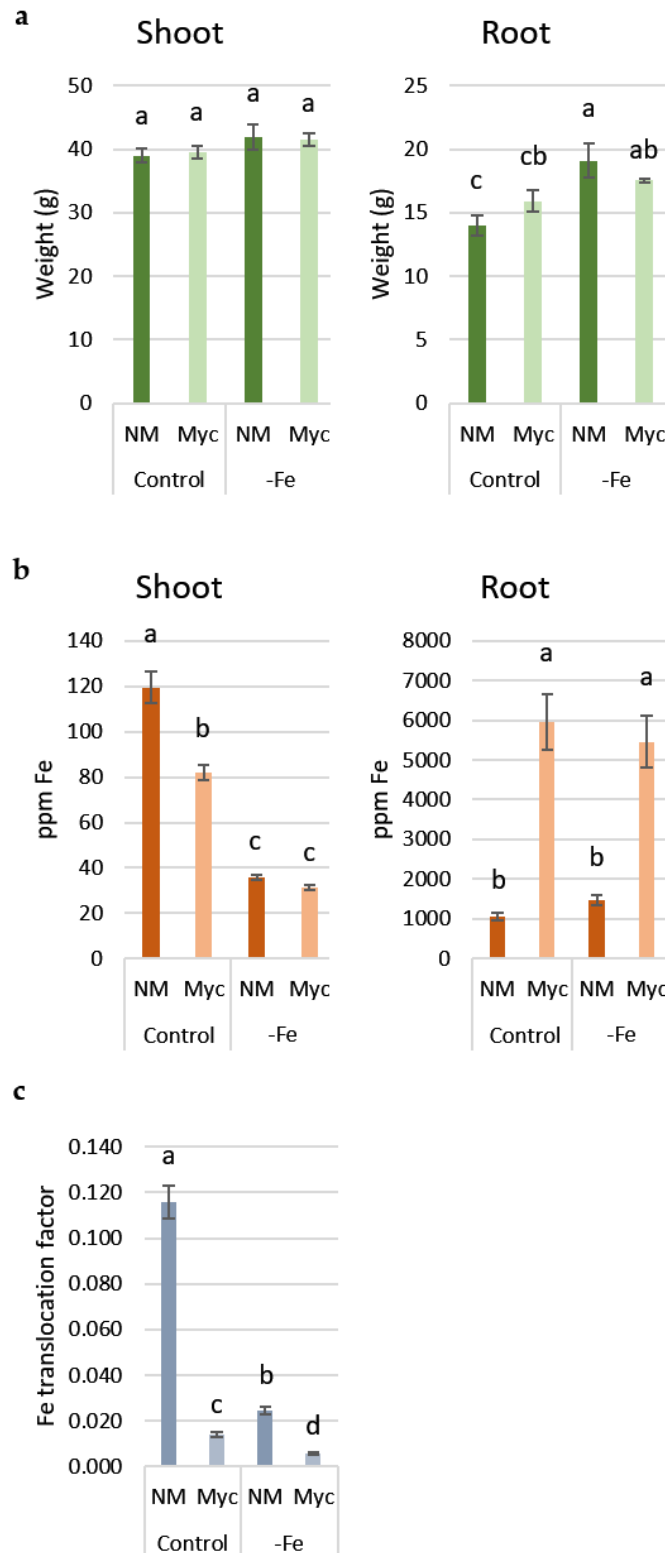 a
Shoot
Root
50
40
30
20
10
0
Weight (g)
a a a a
NM Myc NM Myc
Control -Fe
25
20
15
10
5
0
Weight (g)
c cb a ab
NM Myc NM Myc
Control -Fe
b
Shoot
Root
140
120
100
80
60
40
20
0
ppm Fe
a b c c
NM Myc NM Myc
Control -Fe
8000
7000
6000
5000
4000
3000
2000
1000
0
ppm Fe
b a b a
NM Myc NM Myc
Control -Fe
c
0.140
0.120
0.100
0.080
0.060
0.040
0.020
0.000
Fe translocation factor
a c b d
NM Myc NM Myc
Control -Fe